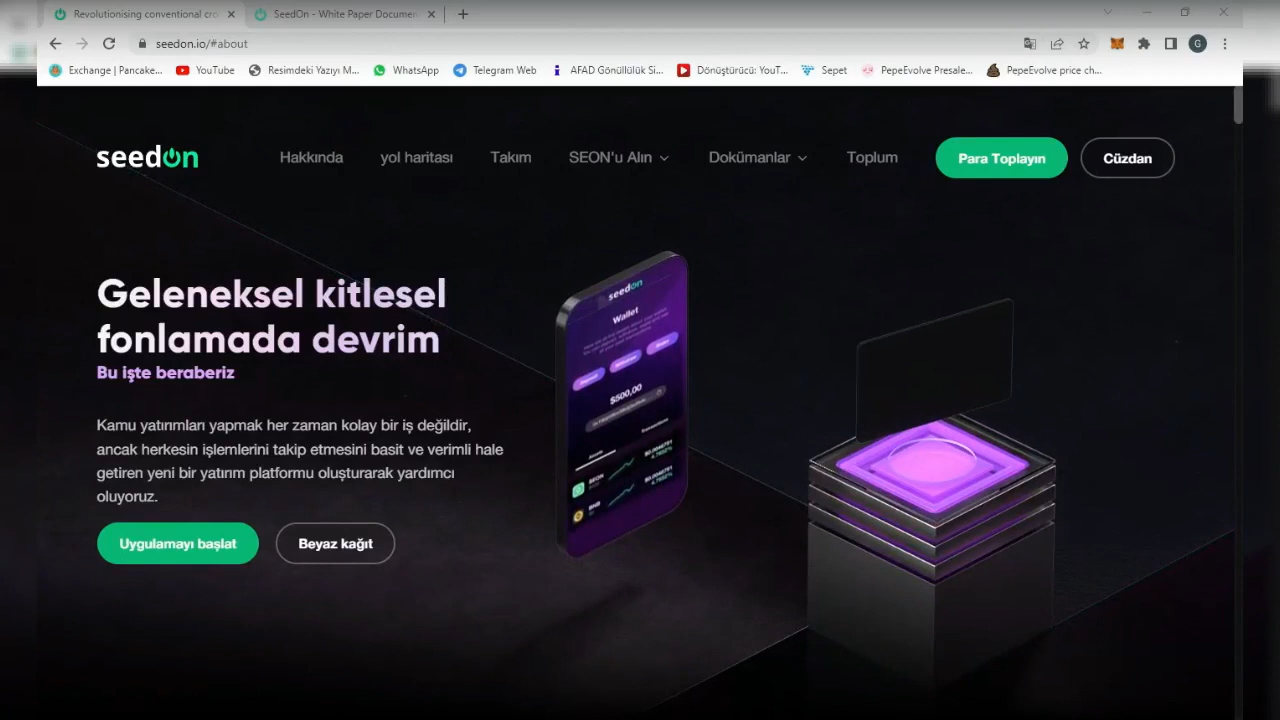 Revolutionising conventional cro
SeedOn - White Paper Documen
seedon.io/#about
G
Exchange | Pancake...
YouTube
Resimdeki Yazıyı M...
WhatsApp
Telegram Web
AFAD Gönüllülük Si...
Dönüştürücü: YouT...
Sepet
PepeEvolve Presale...
PepeEvolve price ch...
seedon
Hakkında
yol haritası
Takım
SEON'u Alın
Dokümanlar
Toplum
Para Toplayın
Cüzdan
Geleneksel kitlesel
fonlamada devrim
Bu işte beraberiz
Kamu yatırımları yapmak her zaman kolay bir iş değildir,
ancak herkesin işlemlerini takip etmesini basit ve verimli hale
getiren yeni bir yatırım platformu oluşturarak yardımcı
oluyoruz.
Uygulamayı başlat
Beyaz kağıt
seedon
Wallet
$500,00
Transactions
SEON
BNB